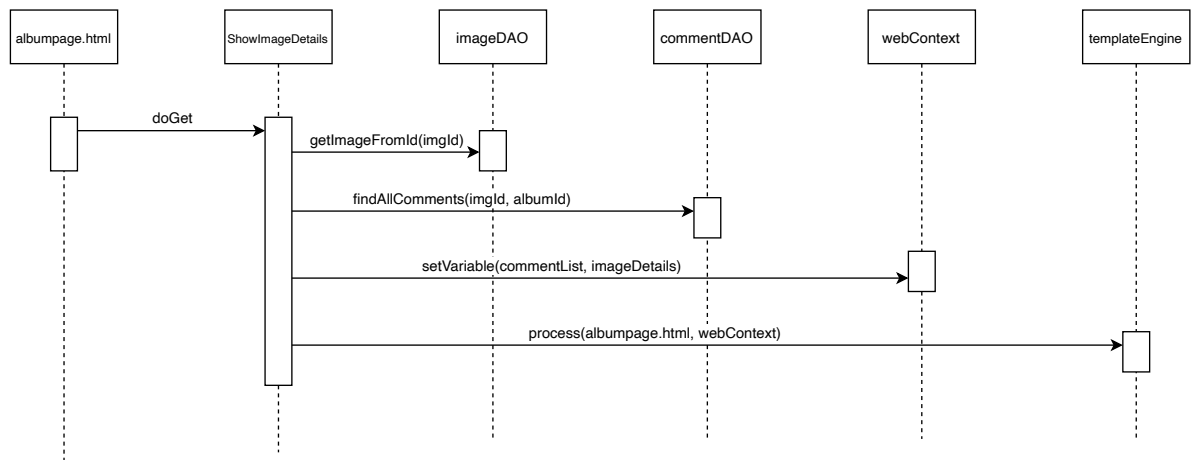 albumpage.html
ShowImageDetails
imageDAO
commentDAO
webContext
templateEngine
doGet
getImageFromId(imgId)
findAllComments(imgId, albumId)
setVariable(commentList, imageDetails)
process(albumpage.html, webContext)